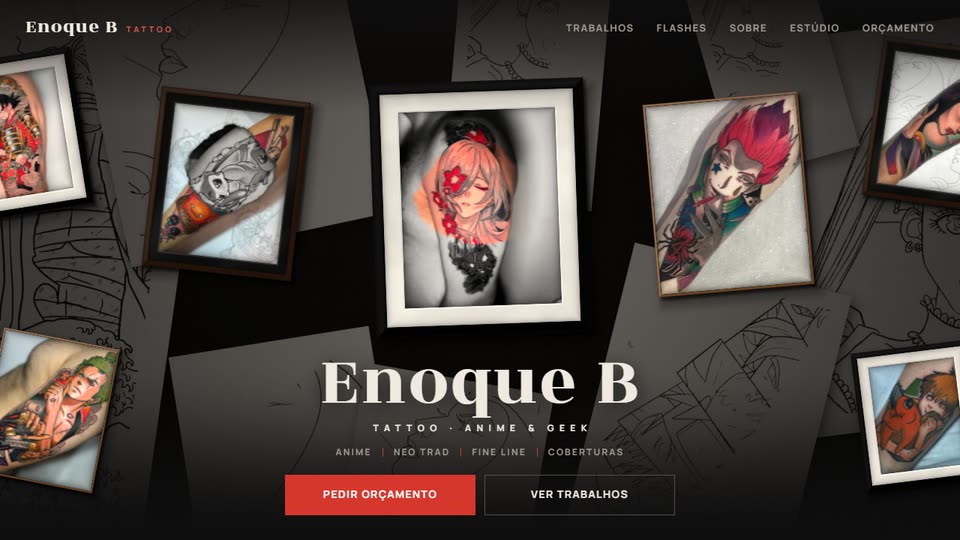 Enoque B TATTOO
TRABALHOS FLASHES SOBRE ESTÚDIO ORÇAMENTO
Enoque B
TATTOO · ANIME & GEEK
ANIME | NEO TRAD | FINE LINE | COBERTURAS
PEDIR ORÇAMENTO VER TRABALHOS